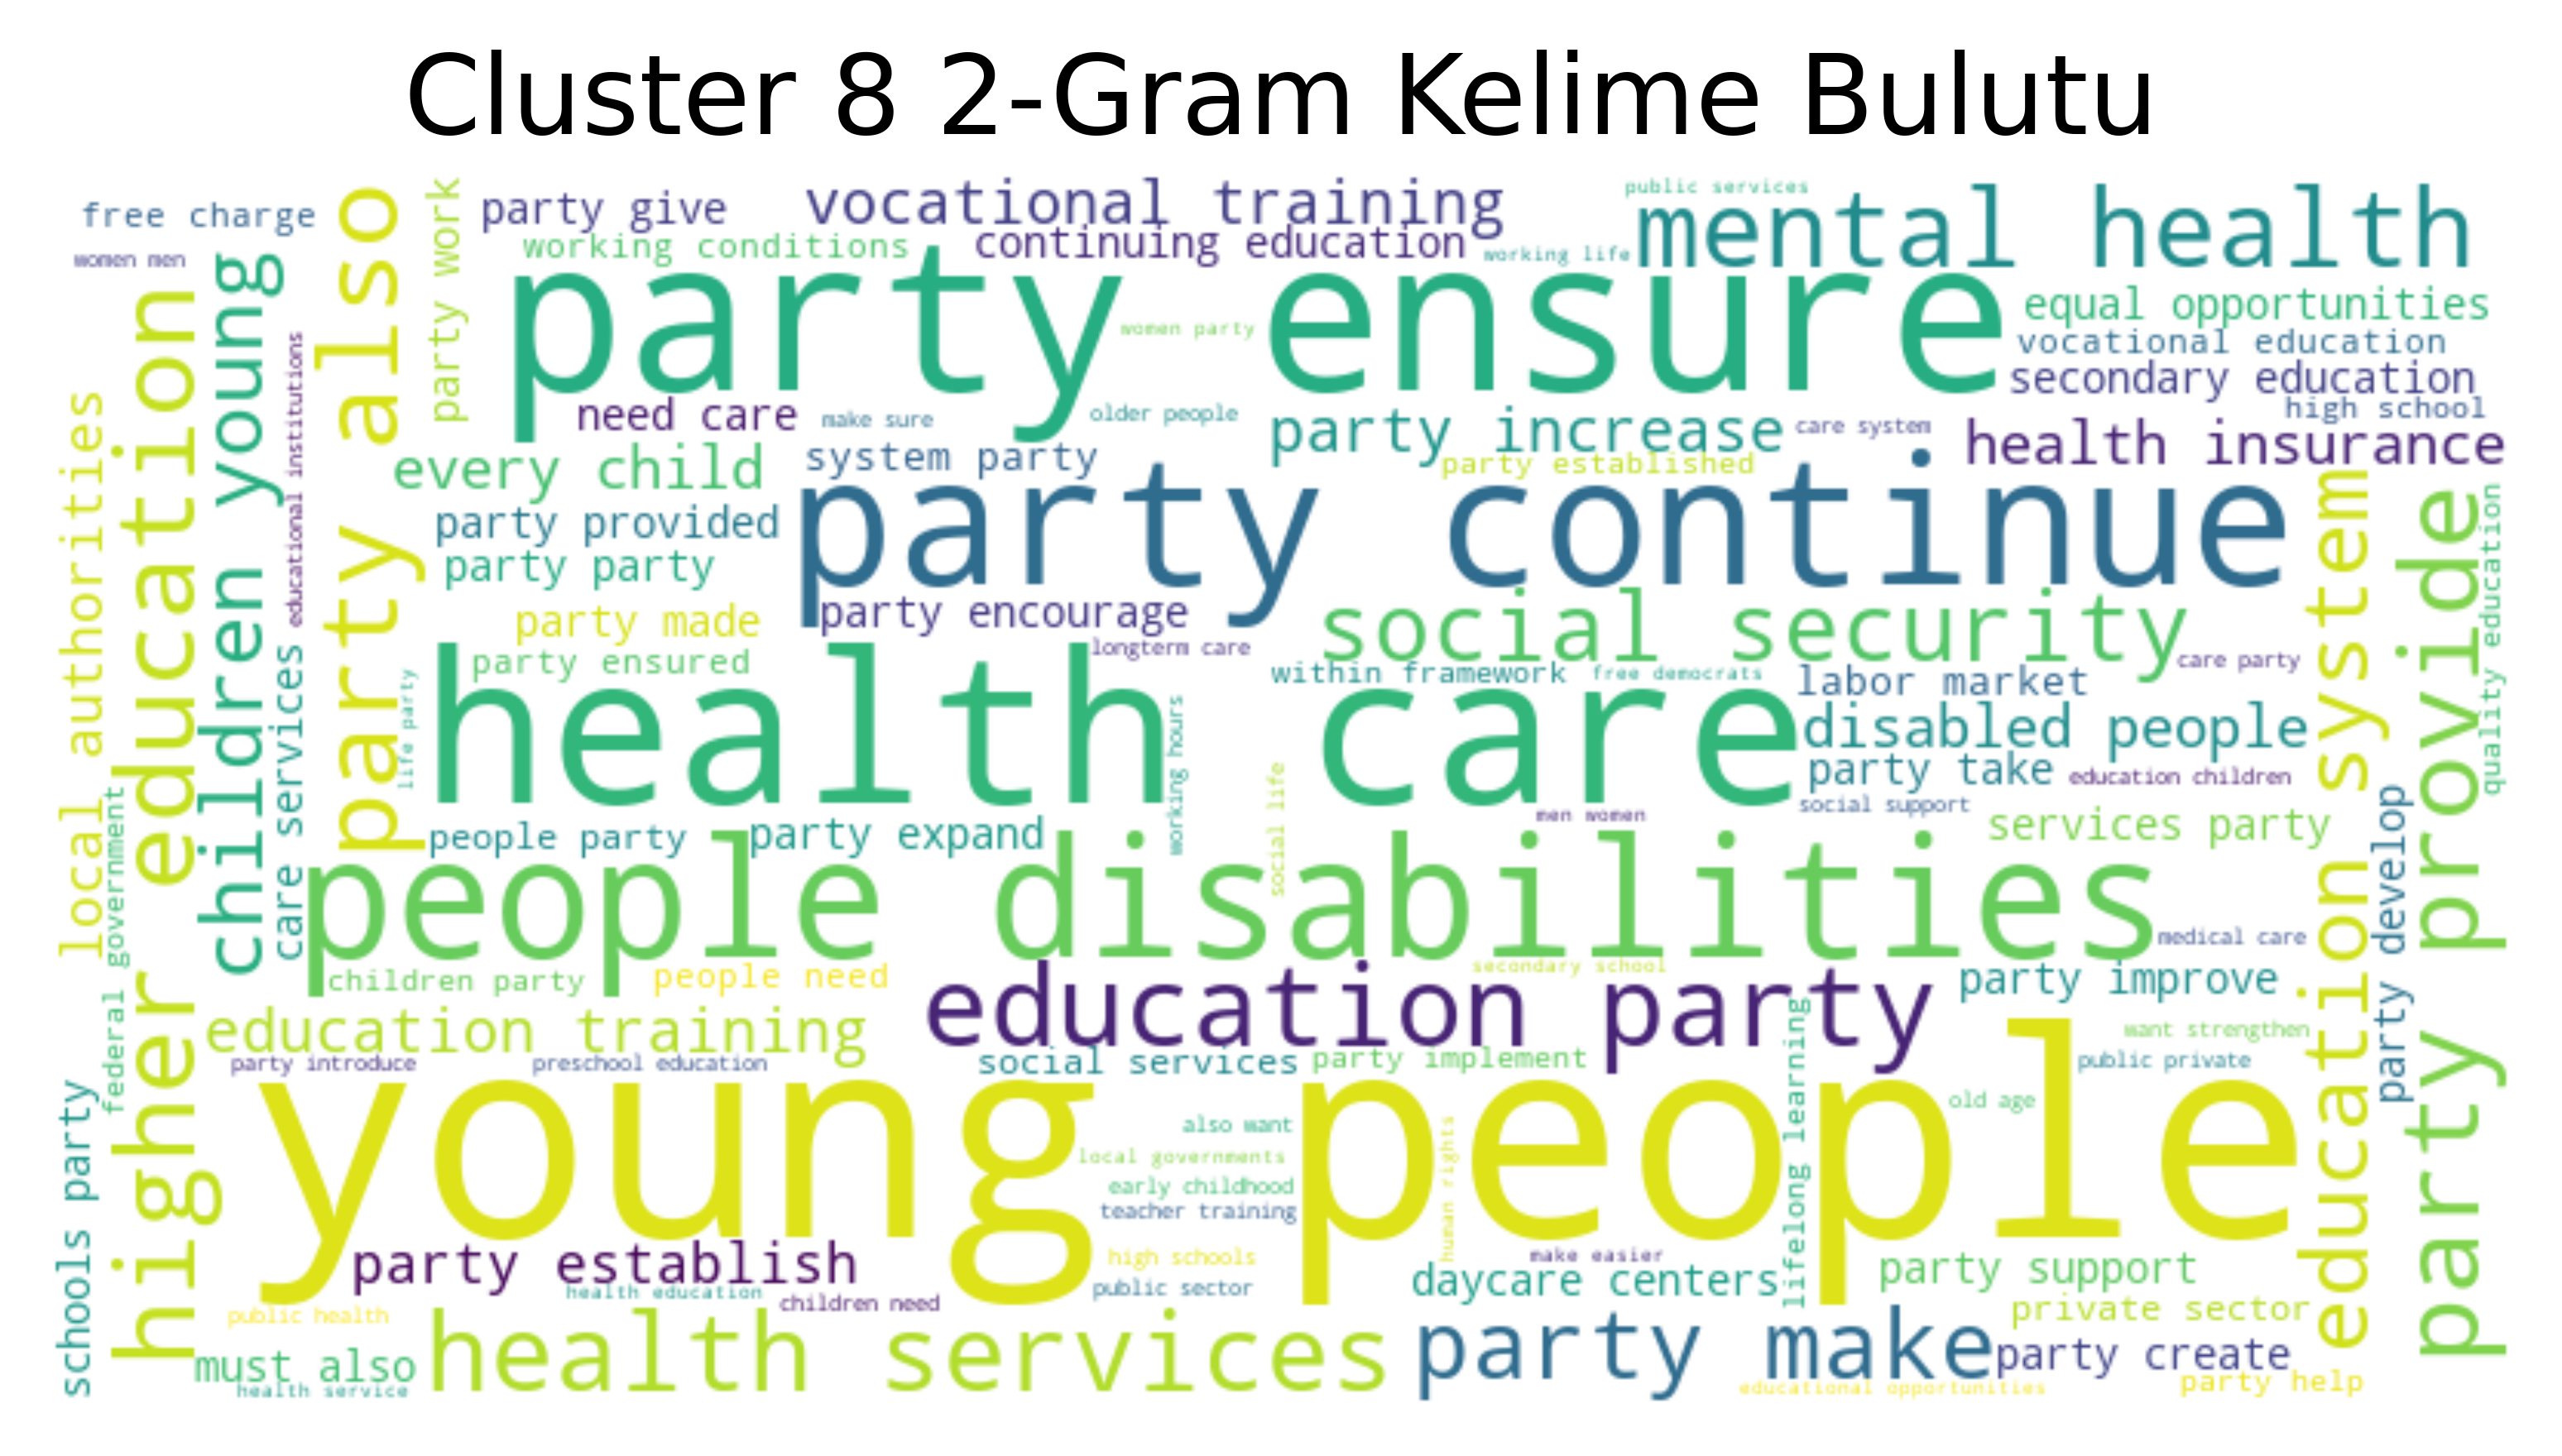 Cluster 8 2-Gram Kelime Bulutu
free charge
women men
party work
party give
vocational training
public services
mental health
working conditions
continuing education
working life
party ensure
women party
equal opportunities
vocational education
secondary education
high school
health insurance
party also
children young
higher education
local authorities
educational institutions
need care
make sure
older people
party increase
care system
party established
every child
system party
party continue
party provided
party party
party made
party encourage
social security
party ensured
longterm care
within framework
free democrats
care party
labor market
health care
disabled people
party take
education children
social support
men women
services party
care services
life party
working hours
social life
education system
party provide
quality education
party develop
federal government
people party
party expand
people disabilities
medical care
children party
people need
education party
secondary school
party improve
education training
want strengthen
party introduce
preschool education
social services
party implement
public private
lifelong learning
old age
young people
also want
local governments
early childhood
teacher training
human rights
schools party
party establish
high schools
public sector
make easier
daycare centers
party support
health education
children need
public health
private sector
health services
party make
party create
must also
health service
educational opportunities
party help